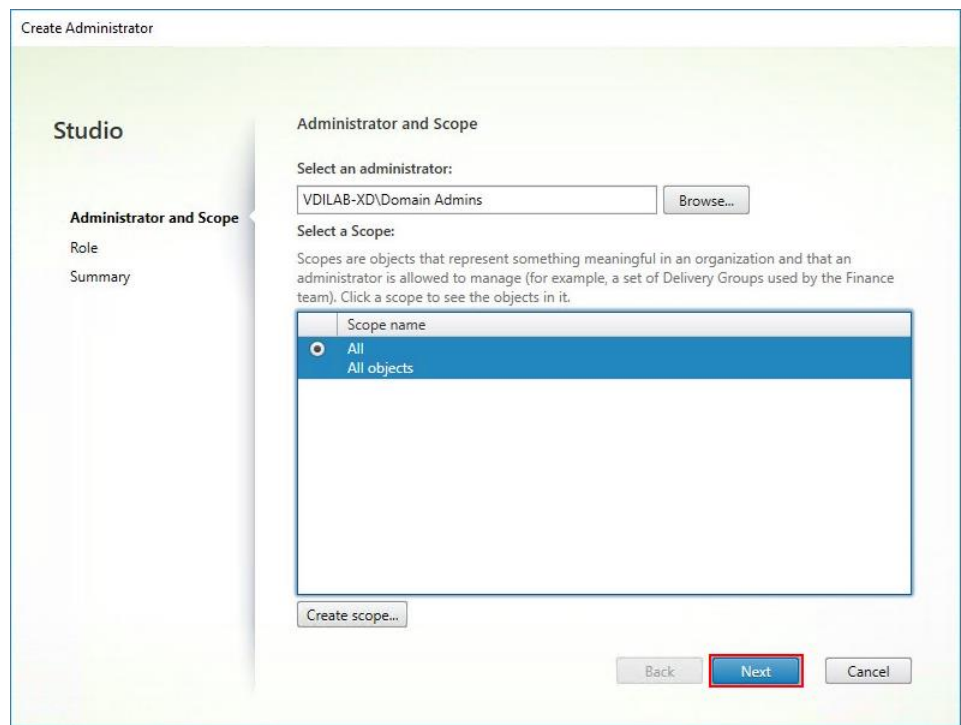 Create Administrator
Studio
Administrator and Scope
Role
Summary
Administrator and Scope
Select an administrator:
VDILAB-XD\Domain Admins
Browse...
Select a Scope:
Scopes are objects that represent something meaningful in an organization and that an
administrator is allowed to manage (for example, a set of Delivery Groups used by the Finance
team). Click a scope to see the objects in it.
Scope name
All
All objects
Create scope...
Back
Next
Cancel